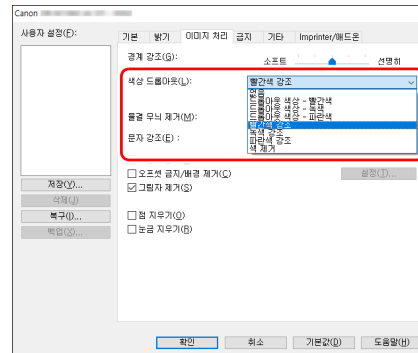 Canon
사용자 설정(F):
기본 밝기 이미지 처리 급지 기타 Imprinter/애드온
경계 강조(G):
소프트 선명히
색상 드롭아웃(L):
빨간색 강조
없음
드롭아웃 색상 - 빨간색
드롭아웃 색상 - 녹색
드롭아웃 색상 - 파란색
빨간색 강조
녹색 강조
파란색 강조
색 제거
물결 무늬 제거(M):
문자 강조(E) :
오프셋 금지/배경 제거(C)
설정(T)...
그림자 제거(S)
점 지우기(O)
눈금 지우기(R)
저장(Y)...
삭제(J)
복구(I)...
백업(X)...
확인 취소 기본값(D) 도움말(H)